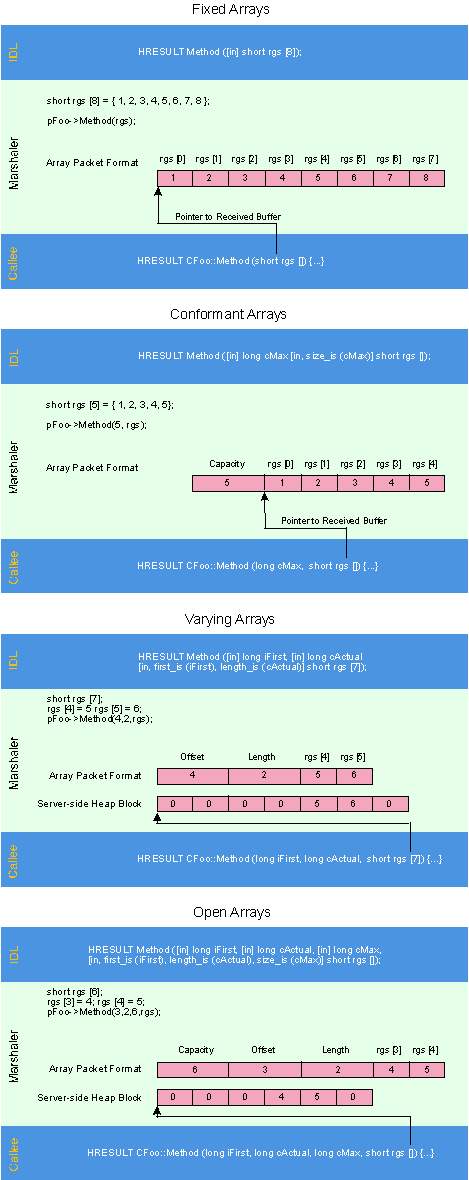 Fixed Arrays
IDL
HRESULT Method ([in] short rgs [8]);
Marshaler
short rgs [8] = { 1, 2, 3, 4, 5, 6, 7, 8 };
pFoo->Method(rgs);
Array Packet Format
rgs [0] rgs [1] rgs [2] rgs [3] rgs [4] rgs [5] rgs [6] rgs [7]
1 2 3 4 5 6 7 8
Pointer to Received Buffer
Callee
HRESULT CFoo::Method (short rgs []) {...}
Conformant Arrays
IDL
HRESULT Method ([in] long cMax [in, size_is (cMax)] short rgs []);
Marshaler
short rgs [5] = { 1, 2, 3, 4, 5};
pFoo->Method(5, rgs);
Array Packet Format
Capacity rgs [0] rgs [1] rgs [2] rgs [3] rgs [4]
5 1 2 3 4 5
Pointer to Received Buffer
Callee
HRESULT CFoo::Method (long cMax, short rgs []) {...}
Varying Arrays
IDL
HRESULT Method ([in] long iFirst, [in] long cActual
[in, first_is (iFirst), length_is (cActual)] short rgs [7]);
Marshaler
short rgs [7];
rgs [4] = 5 rgs [5] = 6;
pFoo->Method(4,2,rgs);
Offset Length rgs [4] rgs [5]
Array Packet Format 4 2 5 6
Server-side Heap Block 0 0 0 0 5 6 0
Callee
HRESULT CFoo::Method (long iFirst, long cActual, short rgs [7]) {...}
Open Arrays
IDL
HRESULT Method ([in] long iFirst, [in] long cActual, [in] long cMax,
[in, first_is (iFirst), length_is (cActual), size_is (cMax)] short rgs []);
Marshaler
short rgs [6];
rgs [3] = 4; rgs [4] = 5;
pFoo->Method(3,2,6,rgs);
Capacity Offset Length rgs [3] rgs [4]
Array Packet Format 6 3 2 4 5
Server-side Heap Block 0 0 0 4 5 0
Callee
HRESULT CFoo::Method (long iFirst, long cActual, long cMax, short rgs []) {...}